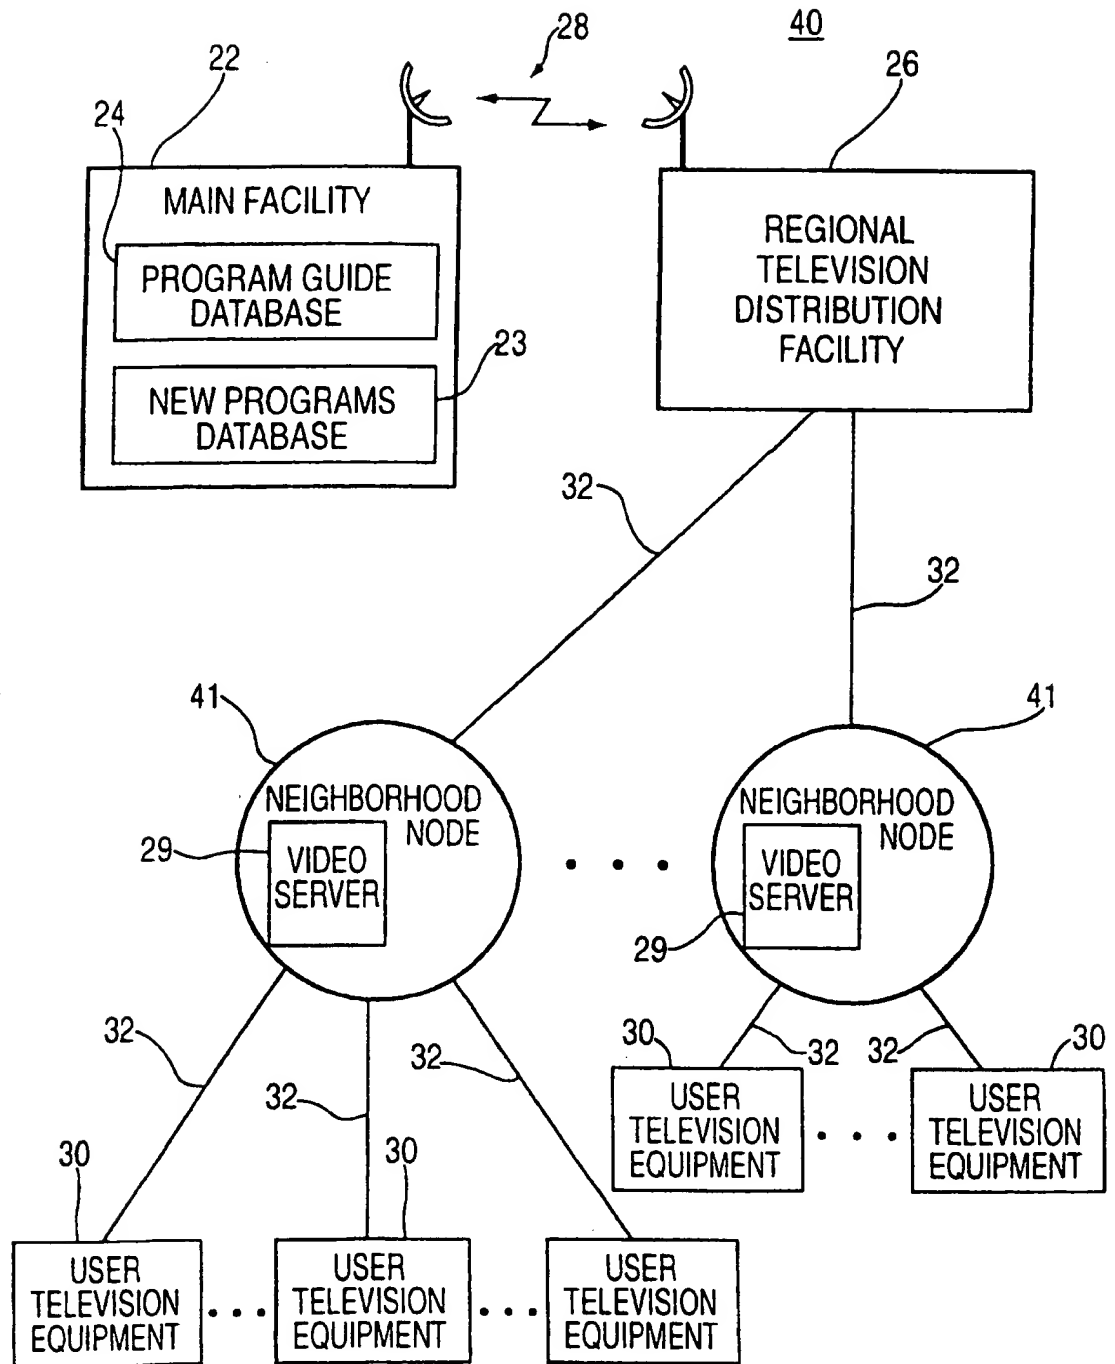 40
28
22
26
24
MAIN FACILITY
PROGRAM GUIDE
DATABASE
23
NEW PROGRAMS
DATABASE
REGIONAL
TELEVISION
DISTRIBUTION
FACILITY
32
32
41
41
NEIGHBORHOOD
NODE
29
VIDEO
SERVER
NEIGHBORHOOD
NODE
VIDEO
SERVER
29
32
32
32
30
32
32
30
USER
TELEVISION
EQUIPMENT
USER
TELEVISION
EQUIPMENT
30
30
USER
TELEVISION
EQUIPMENT
USER
TELEVISION
EQUIPMENT
USER
TELEVISION
EQUIPMENT